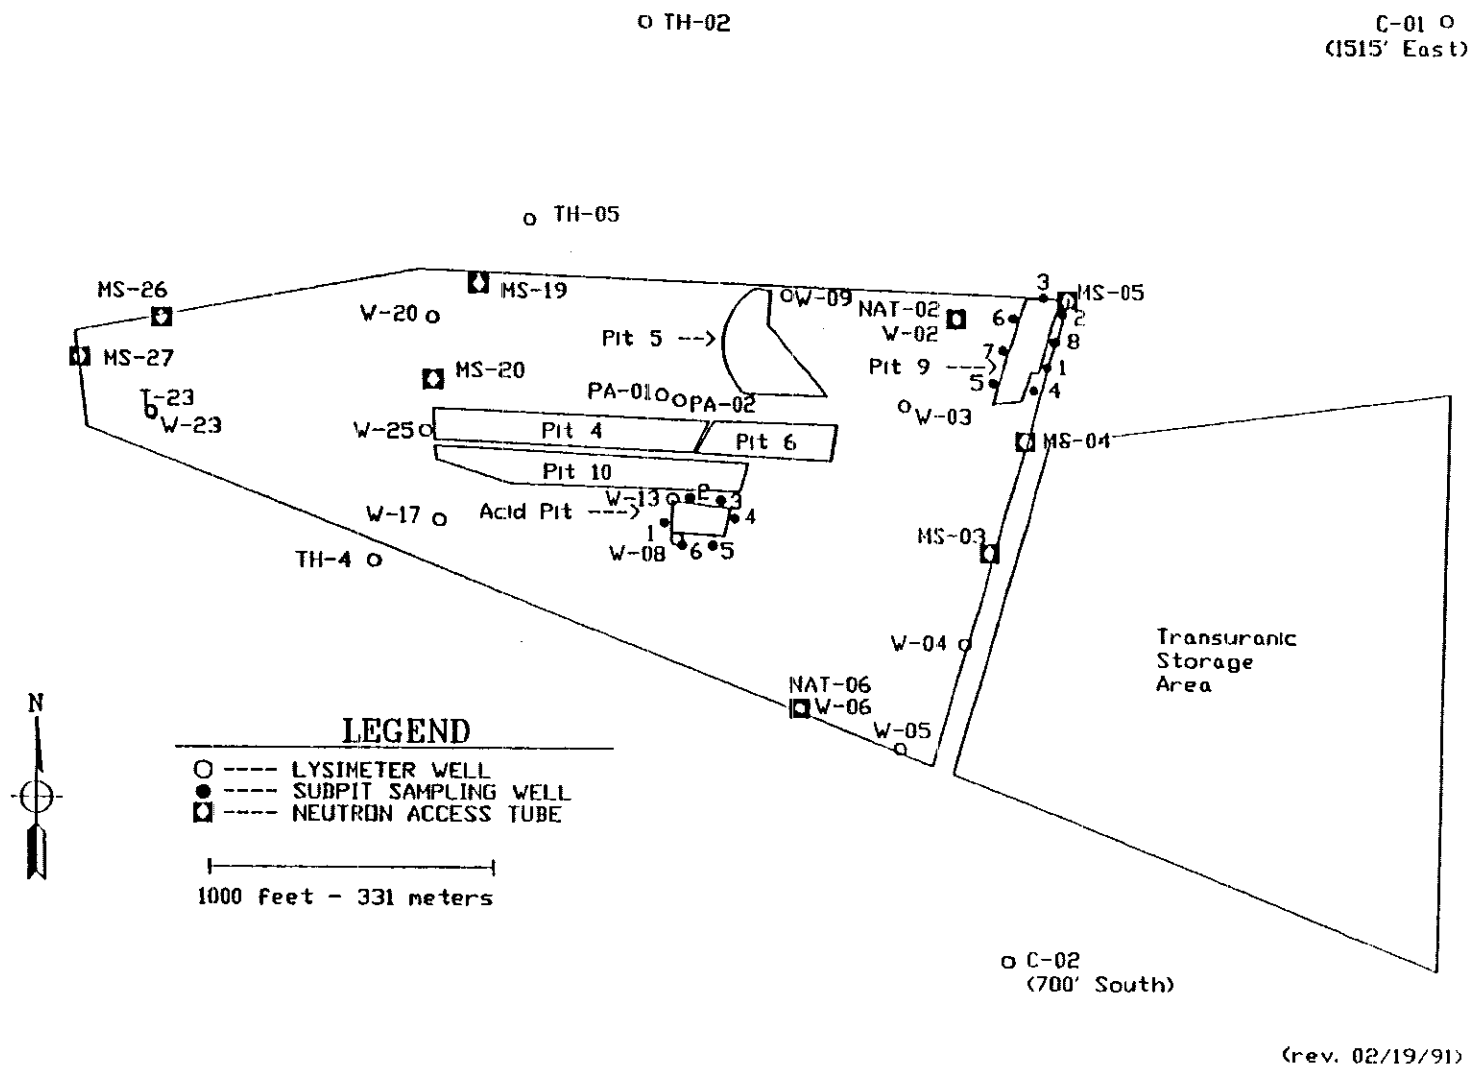 TH-02
C-01
(1515' East)
TH-05
MS-26
MS-19
W-20
W-09
3
MS-05
NAT-02
W-02
6
2
Pit 5 -->
8
MS-27
7
Pit 9 --->
1
MS-20
5
4
T-23
W-23
PA-01
PA-02
W-03
W-25
Pit 4
Pit 6
MS-04
Pit 10
W-13
2
3
Acid Pit --->
4
W-17
1
W-08
6
5
MS-03
TH-4
W-04
Transuranic
Storage
Area
NAT-06
W-06
W-05
N
LEGEND
---- LYSIMETER WELL
---- SUBPIT SAMPLING WELL
---- NEUTRON ACCESS TUBE
1000 feet - 331 meters
C-02
(700' South)
(rev. 02/19/91)